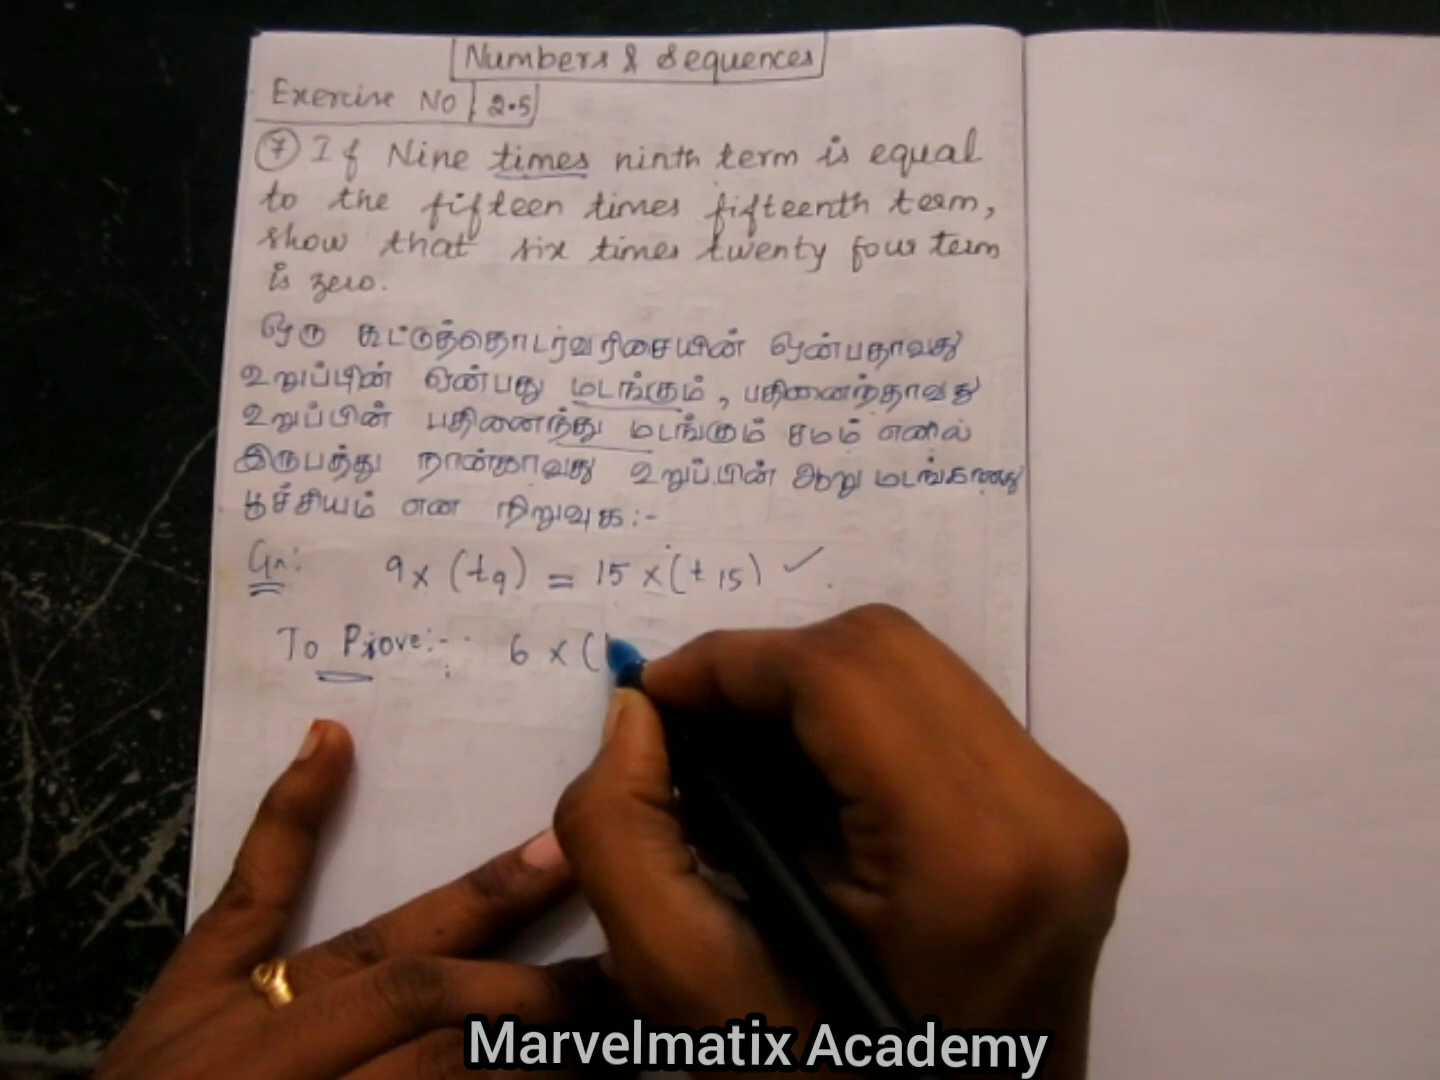 Numbers & Sequences
Exercise No 2.5
7 If Nine times ninth term is equal
to the fifteen times fifteenth term,
show that six times twenty four term
is zero.
ஒரு கூட்டுத்தொடர்வரிசையின் ஒன்பதாவது
உறுப்பின் ஒன்பது மடங்கும், பதினைந்தாவது
உறுப்பின் பதினைந்து மடங்கும் சமம் எனில்
இருபத்து நான்காவது உறுப்பின் ஆறு மடங்கானது
பூச்சியம் என நிறுவுக:-
Gn: 9 x (t9) = 15 x (t15) ✓.
To Prove:- 6 x (
Marvelmatix Academy